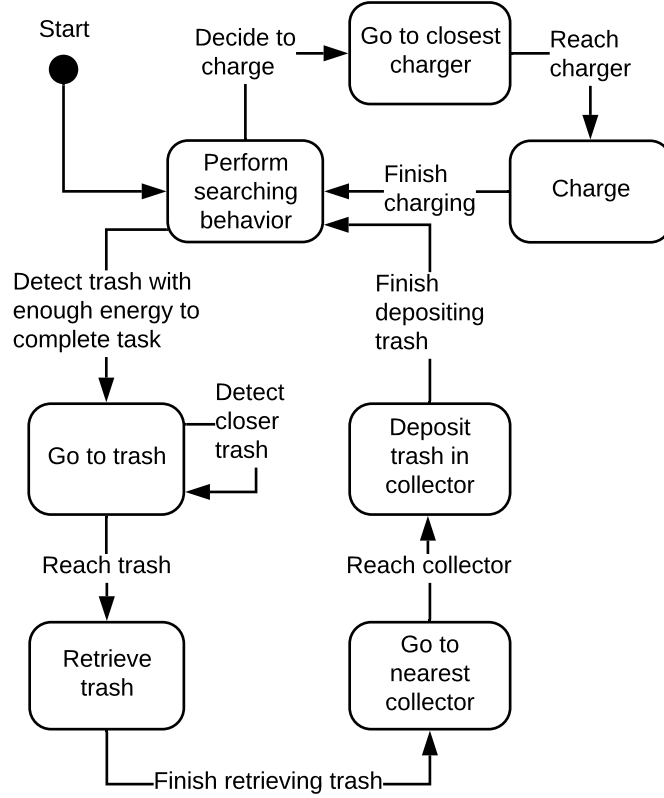 Start
Decide to
charge
Go to closest
charger
Reach
charger
Perform
searching
behavior
Finish
charging
Charge
Detect trash with
enough energy to
complete task
Finish
depositing
trash
Detect
closer
trash
Go to trash
Deposit
trash in
collector
Reach trash
Reach collector
Retrieve
trash
Go to
nearest
collector
Finish retrieving trash